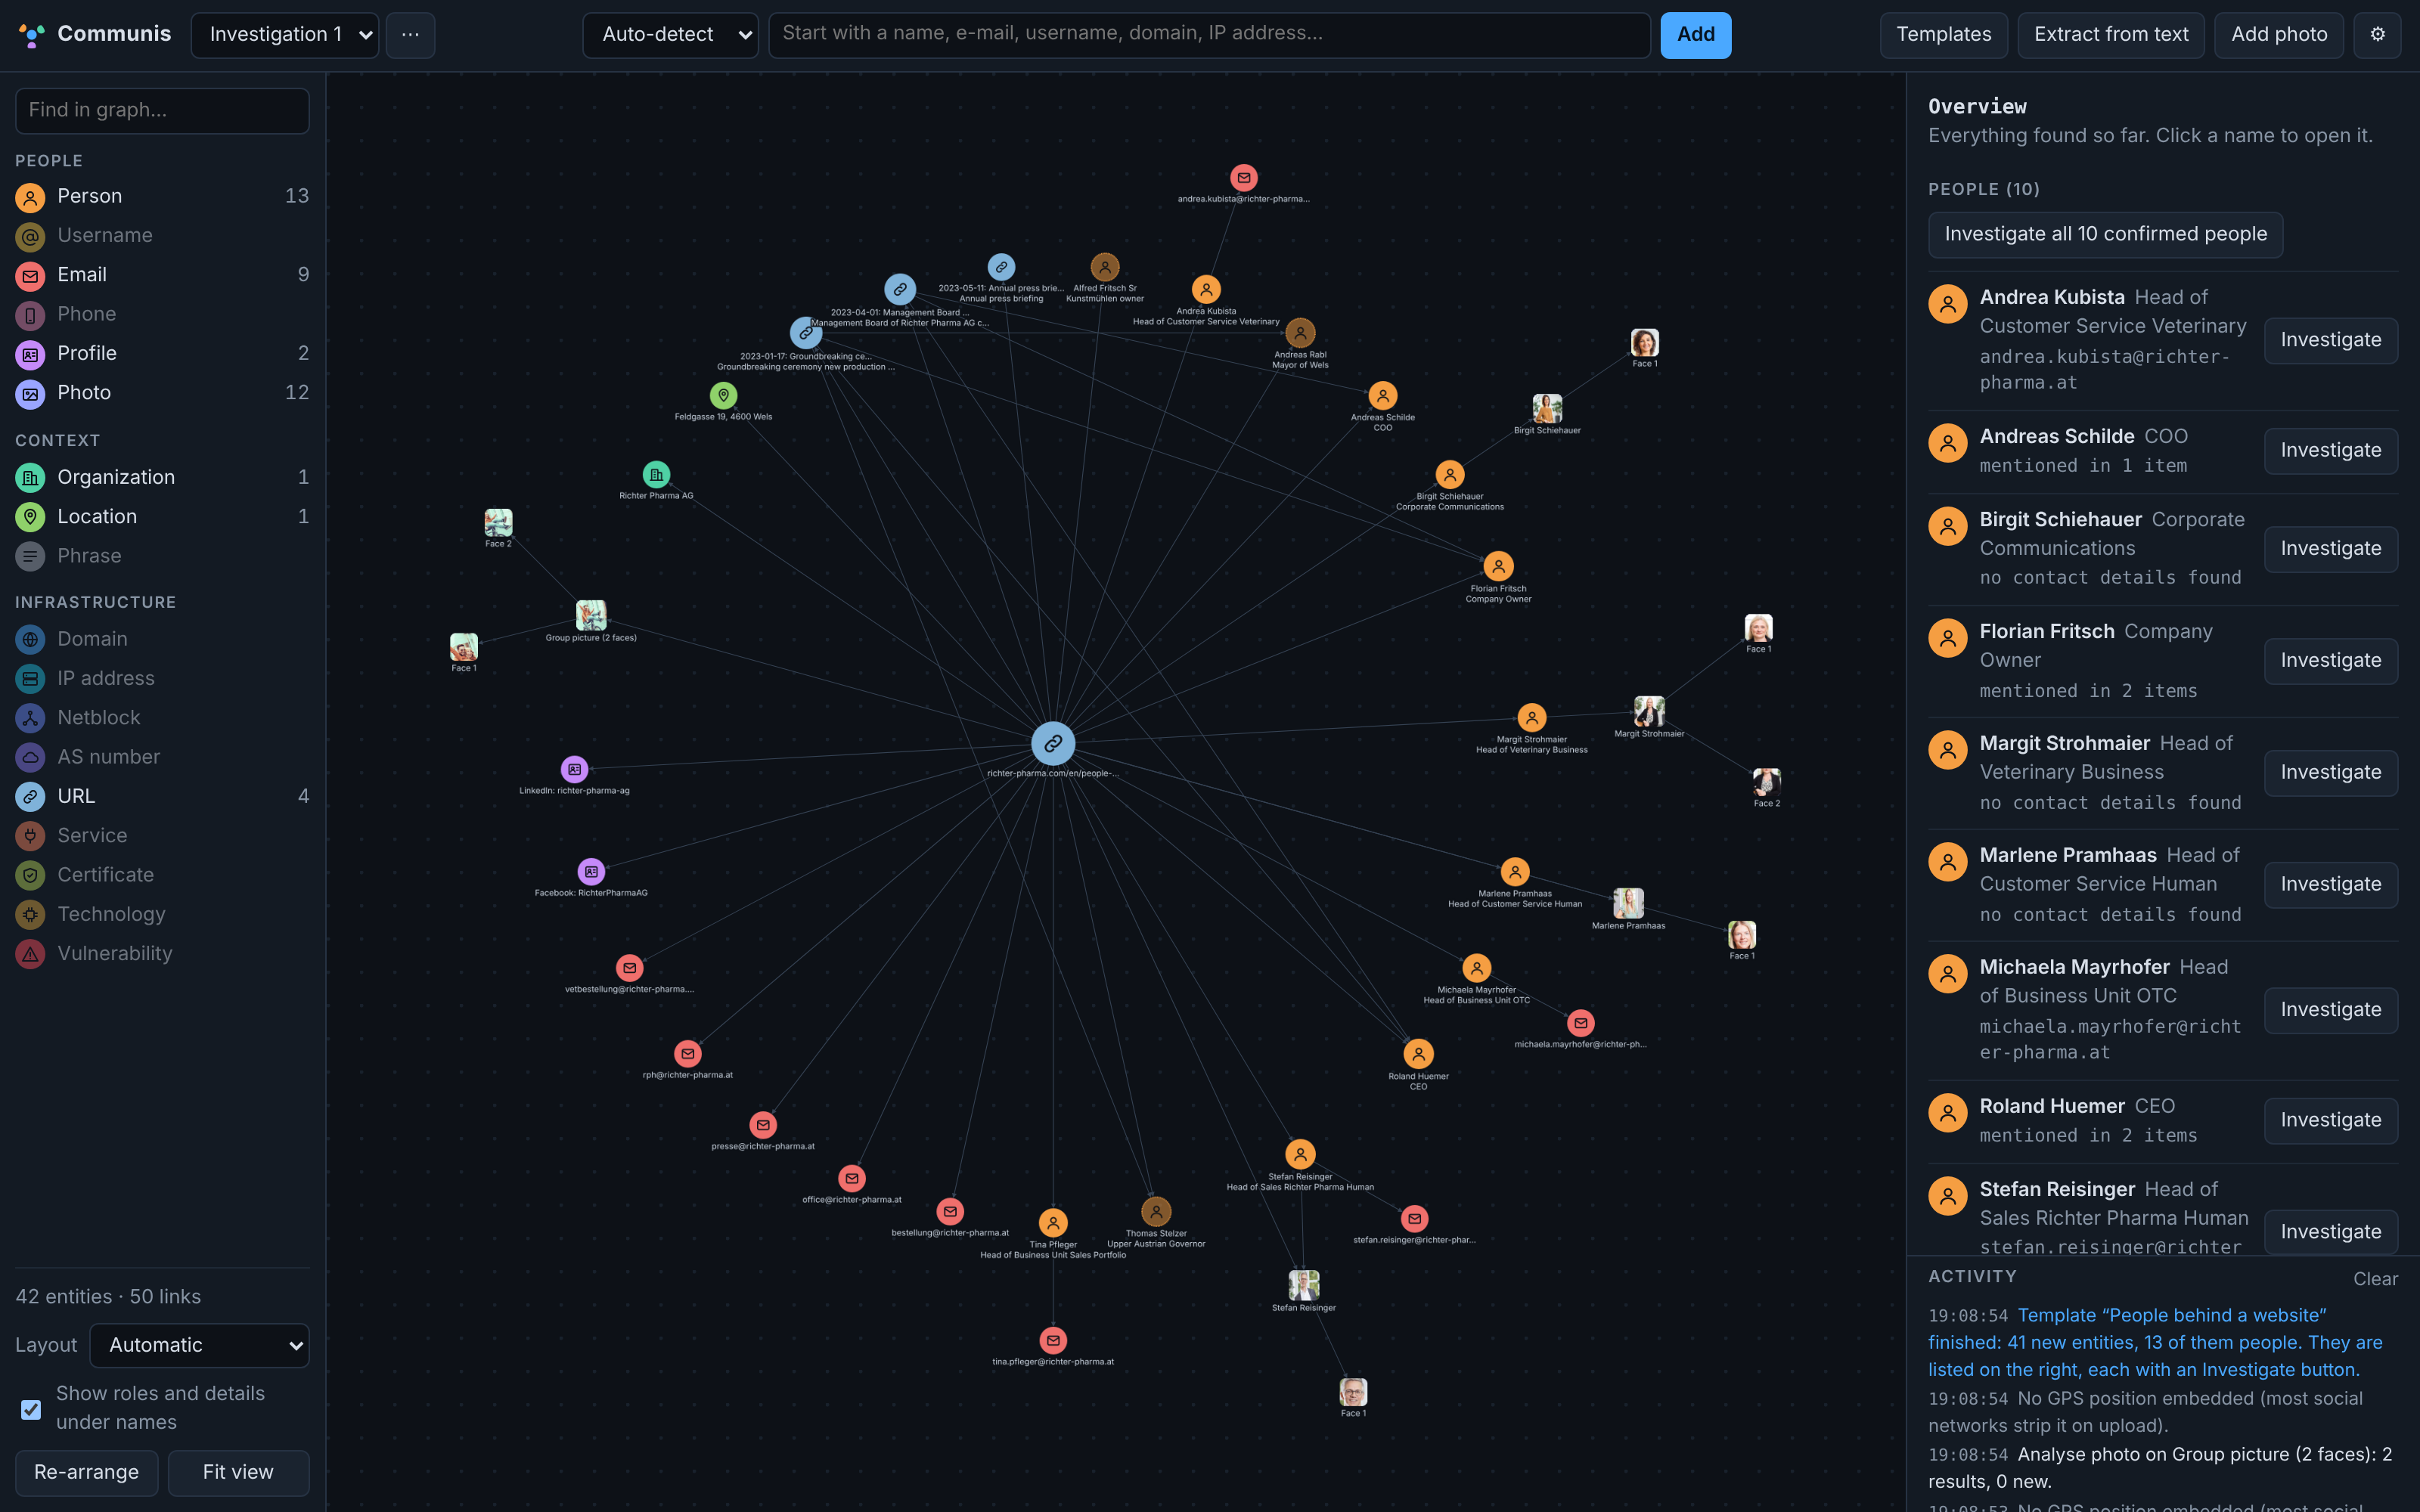 Communis
Investigation 1
...
Auto-detect
Start with a name, e-mail, username, domain, IP address...
Add
Templates
Extract from text
Add photo
Find in graph...
PEOPLE
Person 13
Username
Email 9
Phone
Profile 2
Photo 12
CONTEXT
Organization 1
Location 1
Phrase
INFRASTRUCTURE
Domain
IP address
Netblock
AS number
URL 4
Service
Certificate
Technology
Vulnerability
42 entities · 50 links
Layout Automatic
Show roles and details
under names
Re-arrange
Fit view
andrea.kubista@richter-pharma...
2023-05-11: Annual press brie...
Annual press briefing
Alfred Fritsch Sr
Kunstmühlen owner
Andrea Kubista
Head of Customer Service Veterinary
2023-04-01: Management Board ...
Management Board of Richter Pharma AG c...
2023-01-17: Groundbreaking ce...
Groundbreaking ceremony new production ...
Andreas Rabl
Mayor of Wels
Face 1
Feldgasse 19, 4600 Wels
Andreas Schilde
COO
Birgit Schiehauer
Richter Pharma AG
Birgit Schiehauer
Corporate Communications
Face 2
Florian Fritsch
Company Owner
Group picture (2 faces)
Face 1
Face 1
Margit Strohmaier
Head of Veterinary Business
Margit Strohmaier
richter-pharma.com/en/people-...
LinkedIn: richter-pharma-ag
Face 2
Facebook: RichterPharmaAG
Marlene Pramhaas
Head of Customer Service Human
Marlene Pramhaas
Face 1
vetbestellung@richter-pharma....
Michaela Mayrhofer
Head of Business Unit OTC
michaela.mayrhofer@richter-ph...
rph@richter-pharma.at
Roland Huemer
CEO
presse@richter-pharma.at
office@richter-pharma.at
Stefan Reisinger
Head of Sales Richter Pharma Human
bestellung@richter-pharma.at
Tina Pfleger
Head of Business Unit Sales Portfolio
Thomas Stelzer
Upper Austrian Governor
stefan.reisinger@richter-phar...
Stefan Reisinger
tina.pfleger@richter-pharma.at
Face 1
Overview
Everything found so far. Click a name to open it.
PEOPLE (10)
Investigate all 10 confirmed people
Andrea Kubista Head of
Customer Service Veterinary
andrea.kubista@richter-
pharma.at
Investigate
Andreas Schilde COO
mentioned in 1 item
Investigate
Birgit Schiehauer Corporate
Communications
no contact details found
Investigate
Florian Fritsch Company
Owner
mentioned in 2 items
Investigate
Margit Strohmaier Head of
Veterinary Business
no contact details found
Investigate
Marlene Pramhaas Head of
Customer Service Human
no contact details found
Investigate
Michaela Mayrhofer Head
of Business Unit OTC
michaela.mayrhofer@richt
er-pharma.at
Investigate
Roland Huemer CEO
mentioned in 2 items
Investigate
Stefan Reisinger Head of
Sales Richter Pharma Human
stefan.reisinger@richter
Investigate
ACTIVITY
Clear
19:08:54 Template “People behind a website”
finished: 41 new entities, 13 of them people. They are
listed on the right, each with an Investigate button.
19:08:54 No GPS position embedded (most social
networks strip it on upload).
19:08:54 Analyse photo on Group picture (2 faces): 2
results, 0 new.
19:08:53 No GPS position embedded (most social